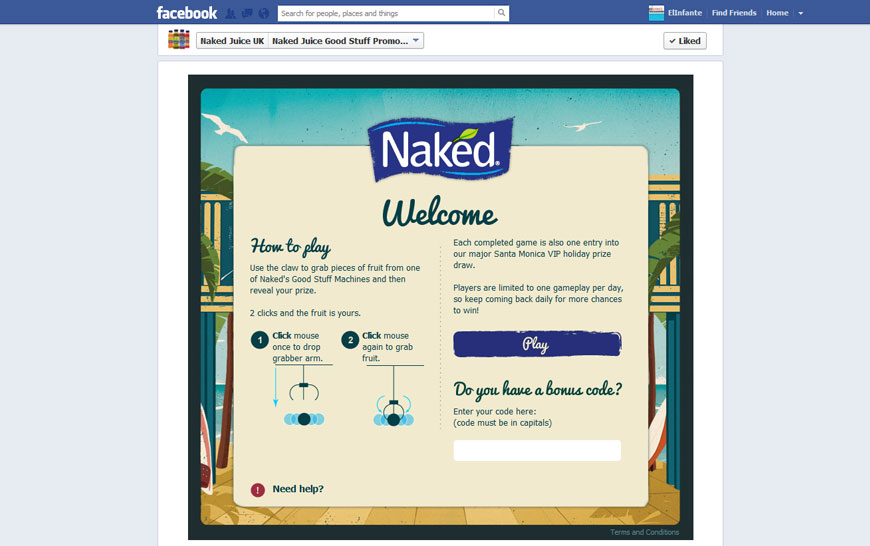 facebook
Search for people, places and things
ElInfante
Find Friends
Home
Naked Juice UK
Naked Juice Good Stuff Promo...
✓ Liked
Naked®
Welcome
How to play
Use the claw to grab pieces of fruit from one
of Naked's Good Stuff Machines and then
reveal your prize.
2 clicks and the fruit is yours.
1
Click mouse
once to drop
grabber arm.
2
Click mouse
again to grab
fruit.
! Need help?
Each completed game is also one entry into
our major Santa Monica VIP holiday prize
draw.
Players are limited to one gameplay per day,
so keep coming back daily for more chances
to win!
Play
Do you have a bonus code?
Enter your code here:
(code must be in capitals)
Terms and Conditions